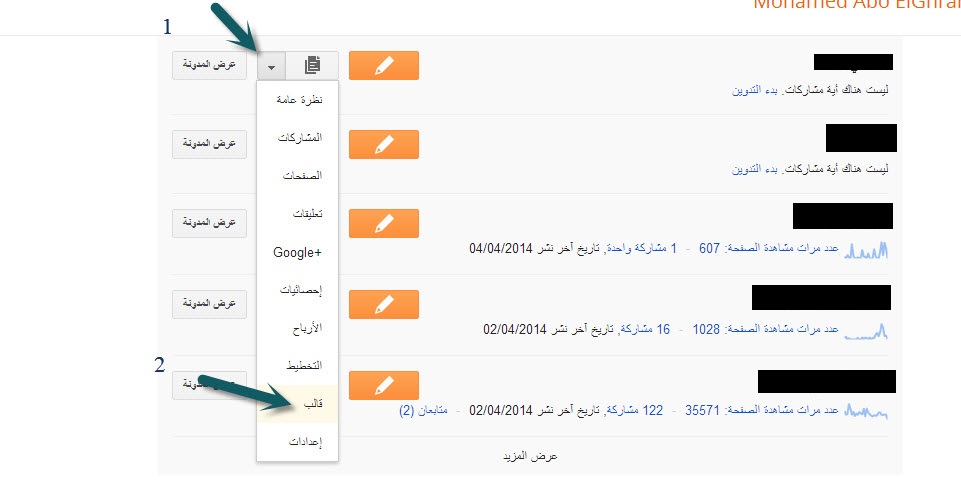 Mohamed Abo ElGhrar
1
عرض المدونة
ليست هناك أية مشاركات. بدء التدوين
نظرة عامة
المشاركات
الصفحات
تعليقات
Google+
إحصائيات
الأرباح
التخطيط
قالب
إعدادات
عرض المدونة
ليست هناك أية مشاركات. بدء التدوين
عرض المدونة
عدد مرات مشاهدة الصفحة: 607 - 1 مشاركة واحدة, تاريخ آخر نشر 04/04/2014
عرض المدونة
عدد مرات مشاهدة الصفحة: 1028 - 16 مشاركة, تاريخ آخر نشر 02/04/2014
2
عدد مرات مشاهدة الصفحة: 35571 - 122 مشاركة, تاريخ آخر نشر 02/04/2014 - متابعان (2)
عرض المزيد